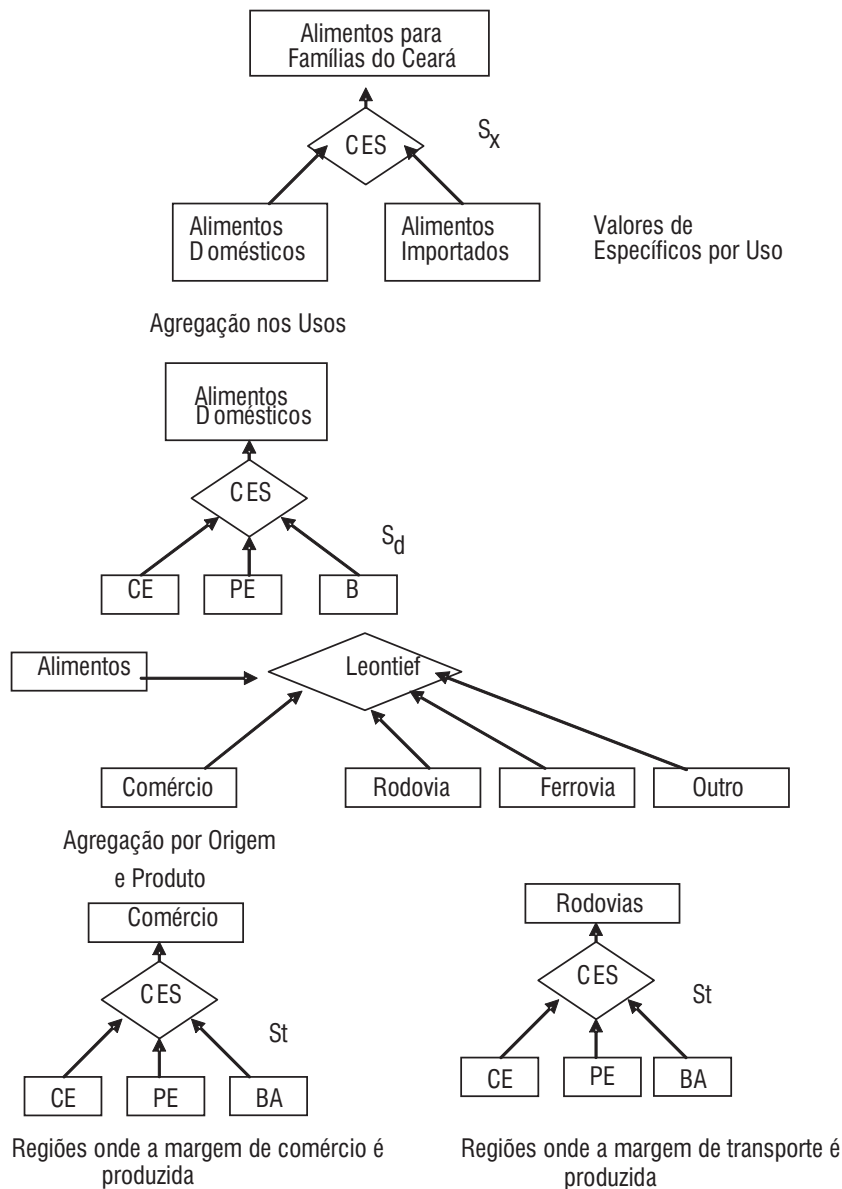 Alimentos para
Famílias do Ceará
CES
Sx
Alimentos
Domésticos
Alimentos
Importados
Valores de
Específicos por Uso
Agregação nos Usos
Alimentos
Domésticos
CES
Sd
CE
PE
B
Alimentos
Leontief
Comércio
Rodovia
Ferrovia
Outro
Agregação por Origem
e Produto
Comércio
CES
St
CE
PE
BA
Regiões onde a margem de comércio é
produzida
Rodovias
CES
St
CE
PE
BA
Regiões onde a margem de transporte é
produzida